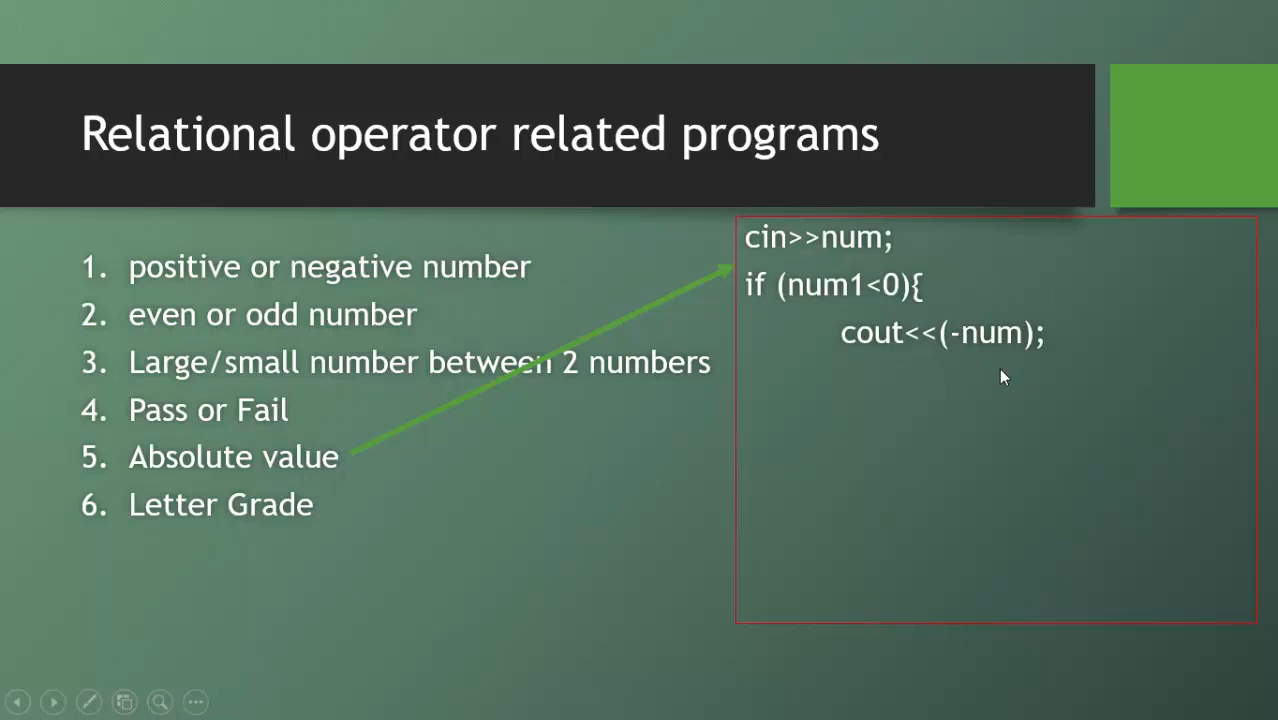 Relational operator related programs
1. positive or negative number
2. even or odd number
3. Large/small number between 2 numbers
4. Pass or Fail
5. Absolute value
6. Letter Grade
cin>>num;
if (num1<0){
cout<<(-num);